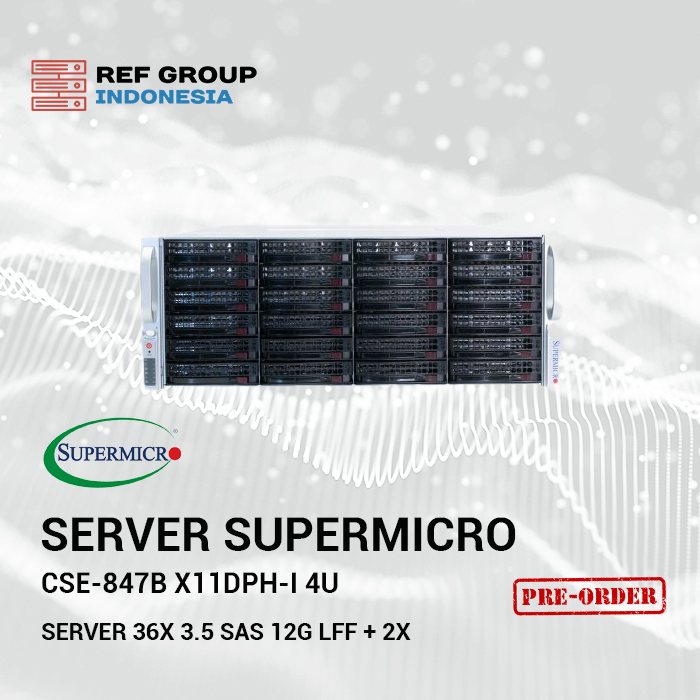 REF GROUP
INDONESIA
SUPERMICRO
SUPERMICRO
®
SERVER SUPERMICRO
CSE-847B X11DPH-I 4U
PRE-ORDER
SERVER 36X 3.5 SAS 12G LFF + 2X